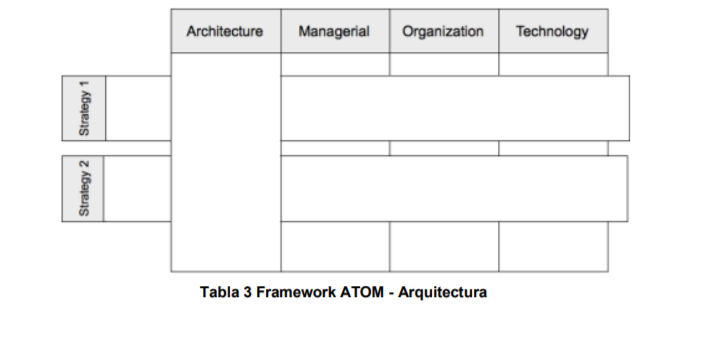 Architecture Managerial Organization Technology
Strategy 1
Strategy 2
Tabla 3 Framework ATOM - Arquitectura